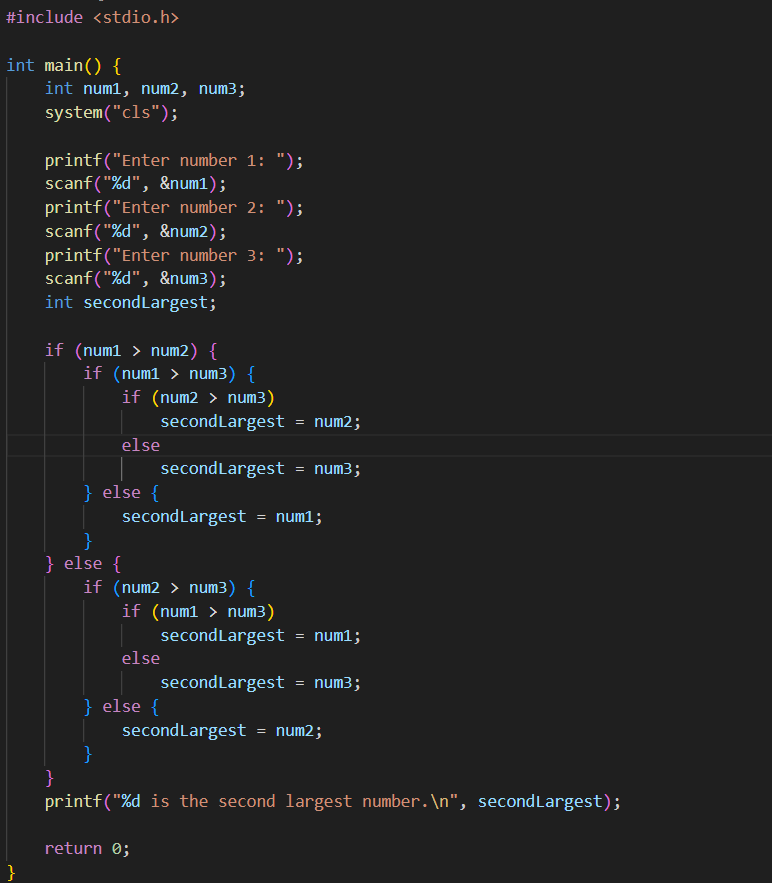 #include <stdio.h>
int main() {
int num1, num2, num3;
system("cls");
printf("Enter number 1: ");
scanf("%d", &num1);
printf("Enter number 2: ");
scanf("%d", &num2);
printf("Enter number 3: ");
scanf("%d", &num3);
int secondLargest;
if (num1 > num2) {
if (num1 > num3) {
if (num2 > num3)
secondLargest = num2;
else
secondLargest = num3;
} else {
secondLargest = num1;
}
} else {
if (num2 > num3) {
if (num1 > num3)
secondLargest = num1;
else
secondLargest = num3;
} else {
secondLargest = num2;
}
}
printf("%d is the second largest number.\n", secondLargest);
return 0;
}